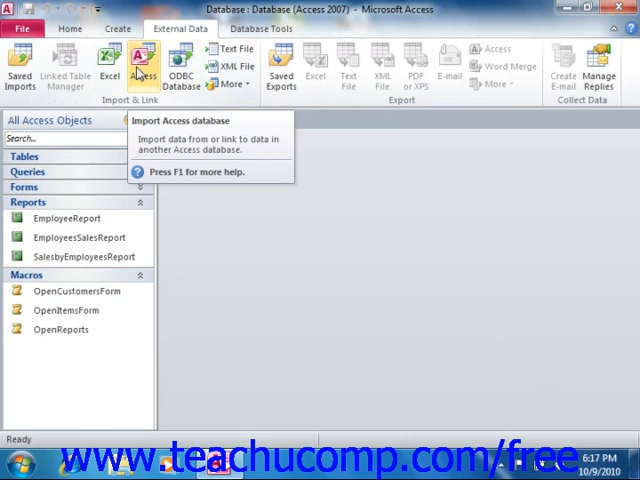 Database : Database (Access 2007) - Microsoft Access
File
Home
Create
External Data
Database Tools
Saved Imports
Linked Table Manager
Excel
Access
ODBC Database
Text File
XML File
More
Import & Link
Saved Exports
Excel
Text File
XML File
PDF or XPS
E-mail
Access
Word Merge
More
Export
Create E-mail
Manage Replies
Collect Data
All Access Objects
Search...
Tables
Queries
Forms
Reports
EmployeeReport
EmployeesSalesReport
SalesbyEmployeesReport
Macros
OpenCustomersForm
OpenItemsForm
OpenReports
Import Access database
Import data from or link to data in
another Access database.
Press F1 for more help.
Ready
www.teachucomp.com/free
6:17 PM
10/9/2010